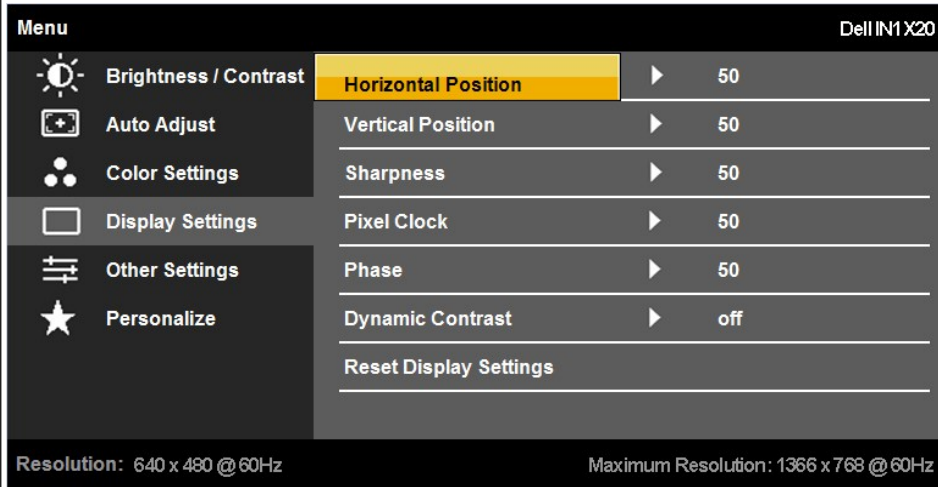 Menu Dell IN1X20
Brightness / Contrast Horizontal Position 50
Auto Adjust Vertical Position 50
Color Settings Sharpness 50
Display Settings Pixel Clock 50
Other Settings Phase 50
Personalize Dynamic Contrast off
Reset Display Settings
Resolution: 640 x 480 @ 60Hz Maximum Resolution: 1366 x 768 @ 60Hz